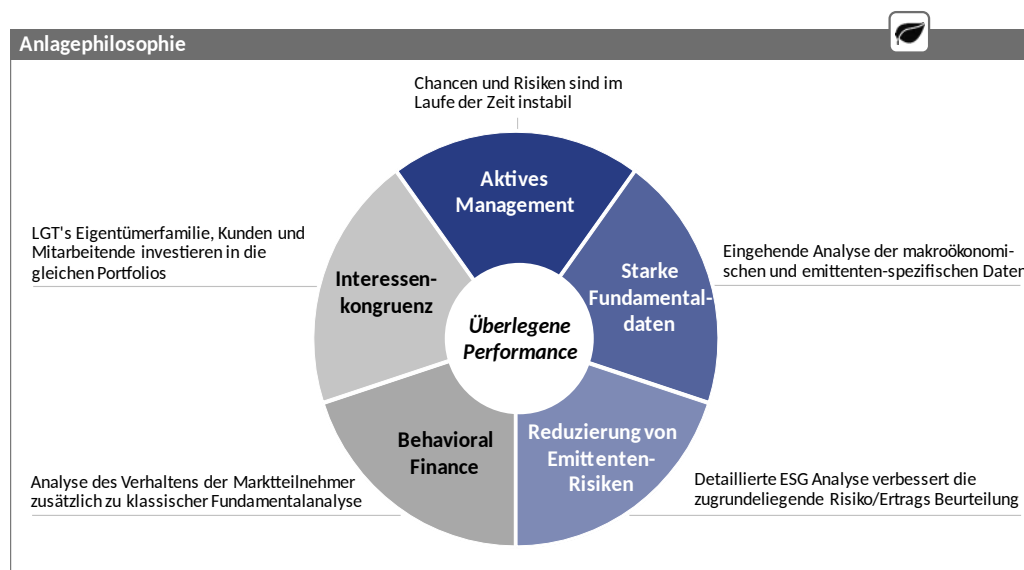 Anlagephilosophie
Chancen und Risiken sind im
Laufe der Zeit instabil
Aktives
Management
LGT's Eigentümerfamilie, Kunden und
Mitarbeitende investieren in die
gleichen Portfolios
Eingehende Analyse der makroökonomi-
schen und emittenten-spezifischen Daten
Interessen-
kongruenz
Starke
Fundamental-
daten
Überlegene
Performance
Behavioral
Finance
Reduzierung von
Emittenten-
Risiken
Analyse des Verhaltens der Marktteilnehmer
zusätzlich zu klassischer Fundamentalanalyse
Detaillierte ESG Analyse verbessert die
zugrundeliegende Risiko/Ertrags Beurteilung